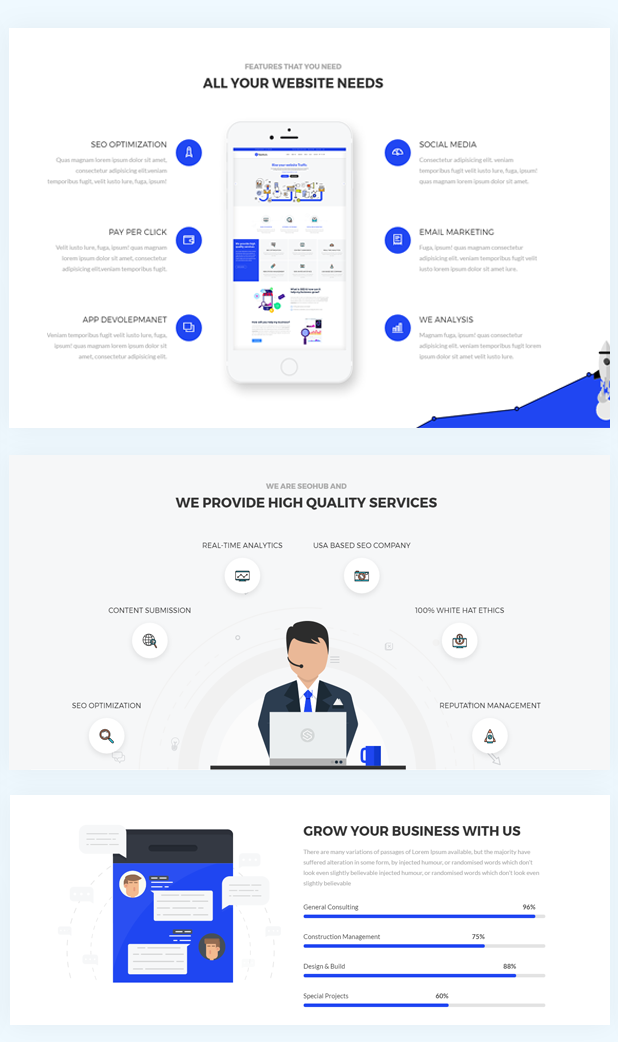 FEATURES THAT YOU NEED
ALL YOUR WEBSITE NEEDS
SEO OPTIMIZATION
Quas magnam lorem ipsum dolor sit amet,
consectetur adipisicing elit.veniam
temporibus fugit, velit iusto iure, fuga, ipsum!
PAY PER CLICK
Velit iusto iure, fuga, ipsum! quas magnam
lorem ipsum dolor sit amet, consectetur
adipisicing elit.veniam temporibus fugit.
APP DEVOLEPMANET
Veniam temporibus fugit velit iusto iure, fuga,
ipsum! quas magnam lorem ipsum dolor sit
amet, consectetur adipisicing elit.
SOCIAL MEDIA
Consectetur adipisicing elit. veniam
temporibus fugit, velit iusto iure, fuga, ipsum!
quas magnam lorem ipsum dolor sit amet.
EMAIL MARKETING
Fuga, ipsum! quas magnam consectetur
adipisicing elit. veniam temporibus fugit velit
iusto lorem ipsum dolor sit amet iure.
WE ANALYSIS
Magnam fuga, ipsum! quas consectetur
adipisicing elit, veniam temporibus fugit lorem
ipsum dolor sit amet velit iusto iure.
WE ARE SEOHUB AND
WE PROVIDE HIGH QUALITY SERVICES
REAL-TIME ANALYTICS
USA BASED SEO COMPANY
CONTENT SUBMISSION
100% WHITE HAT ETHICS
SEO OPTIMIZATION
REPUTATION MANAGEMENT
GROW YOUR BUSINESS WITH US
There are many variations of passages of Lorem Ipsum available, but the majority have
suffered alteration in some form, by injected humour, or randomised words which don't
look even slightly believable injected humour, or randomised words which don't look even
slightly believable
General Consulting 96%
Construction Management 75%
Design & Build 88%
Special Projects 60%